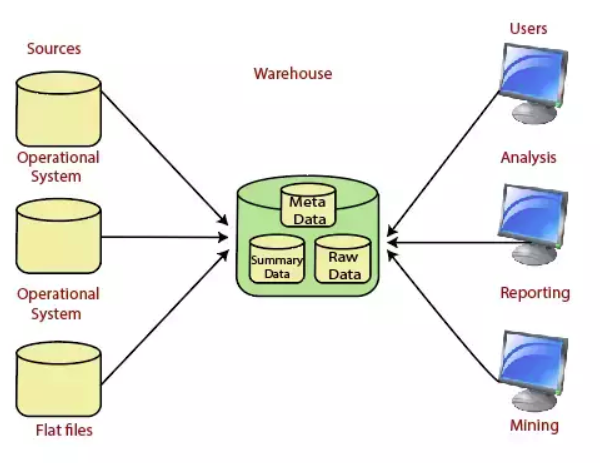 Sources
Warehouse
Users
Operational
System
Meta
Data
Summary
Data
Raw
Data
Analysis
Operational
System
Reporting
Flat files
Mining